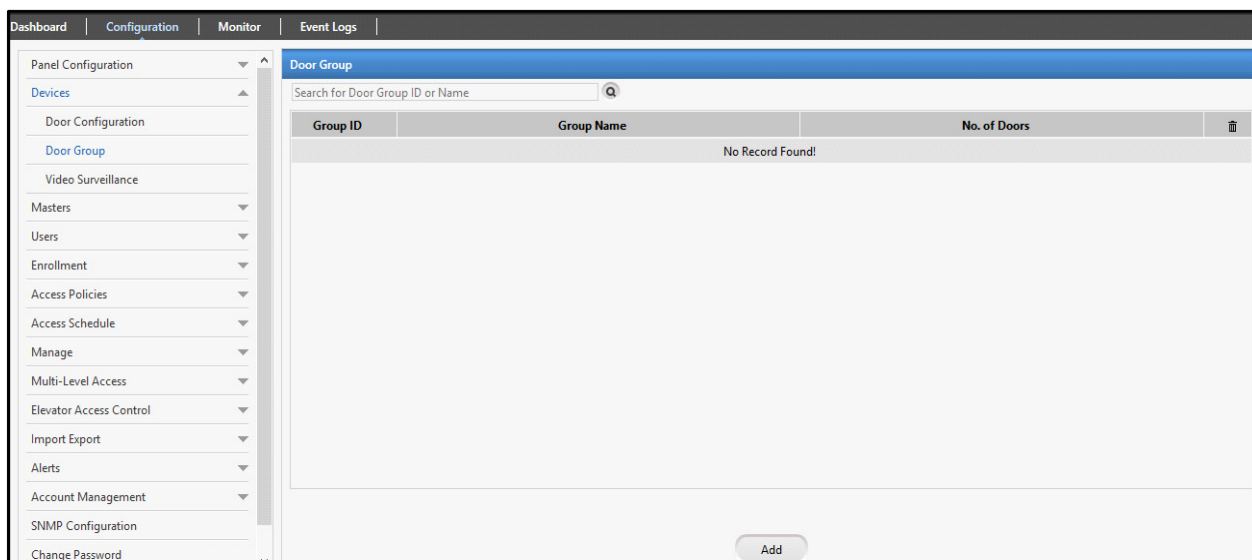 Dashboard Configuration Monitor Event Logs
Panel Configuration
Devices
Door Configuration
Door Group
Video Surveillance
Masters
Users
Enrollment
Access Policies
Access Schedule
Manage
Multi-Level Access
Elevator Access Control
Import Export
Alerts
Account Management
SNMP Configuration
Change Password
Door Group
Search for Door Group ID or Name
Group ID Group Name No. of Doors
No Record Found!
Add